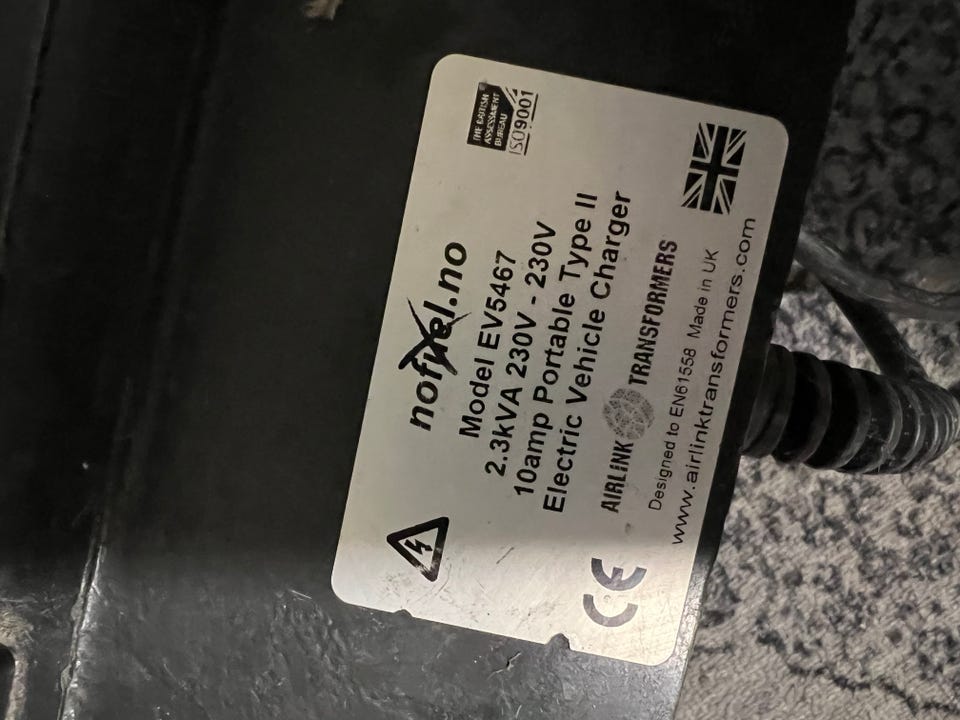 THE BRITISH
ASSESSMENT
BUREAU
ISO9001
nofuel.no
Model EV5467
2.3kVA 230V - 230V
10amp Portable Type II
Electric Vehicle Charger
AIRLINK TRANSFORMERS
Designed to EN61558 Made in UK
www.airlinktransformers.com
CE